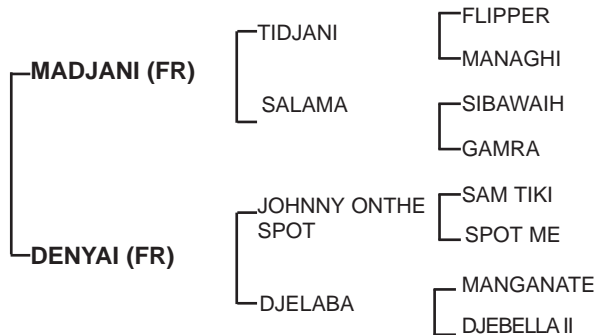 FLIPPER
TIDJANI
MANAGHI
MADJANI (FR)
SALAMA
SIBAWAIH
GAMRA
SAM TIKI
JOHNNY ONTHE
SPOT
SPOT ME
DENYAI (FR)
MANGANATE
DJELABA
DJEBELLA II